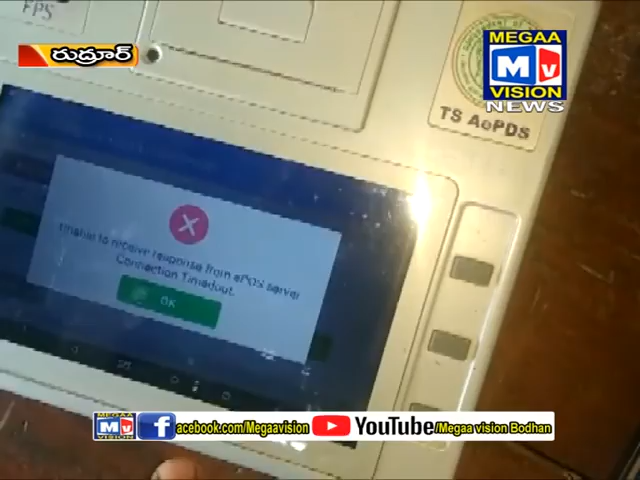 FPS
రుద్రూర్
MEGAA
MV
VISION
NEWS
TS AePDS
Unable to receive response from ePOS server
Connection Timedout.
OK
MEGAA
MV
VISION
f facebook.com/Megaavision
YouTube/Megaa vision Bodhan